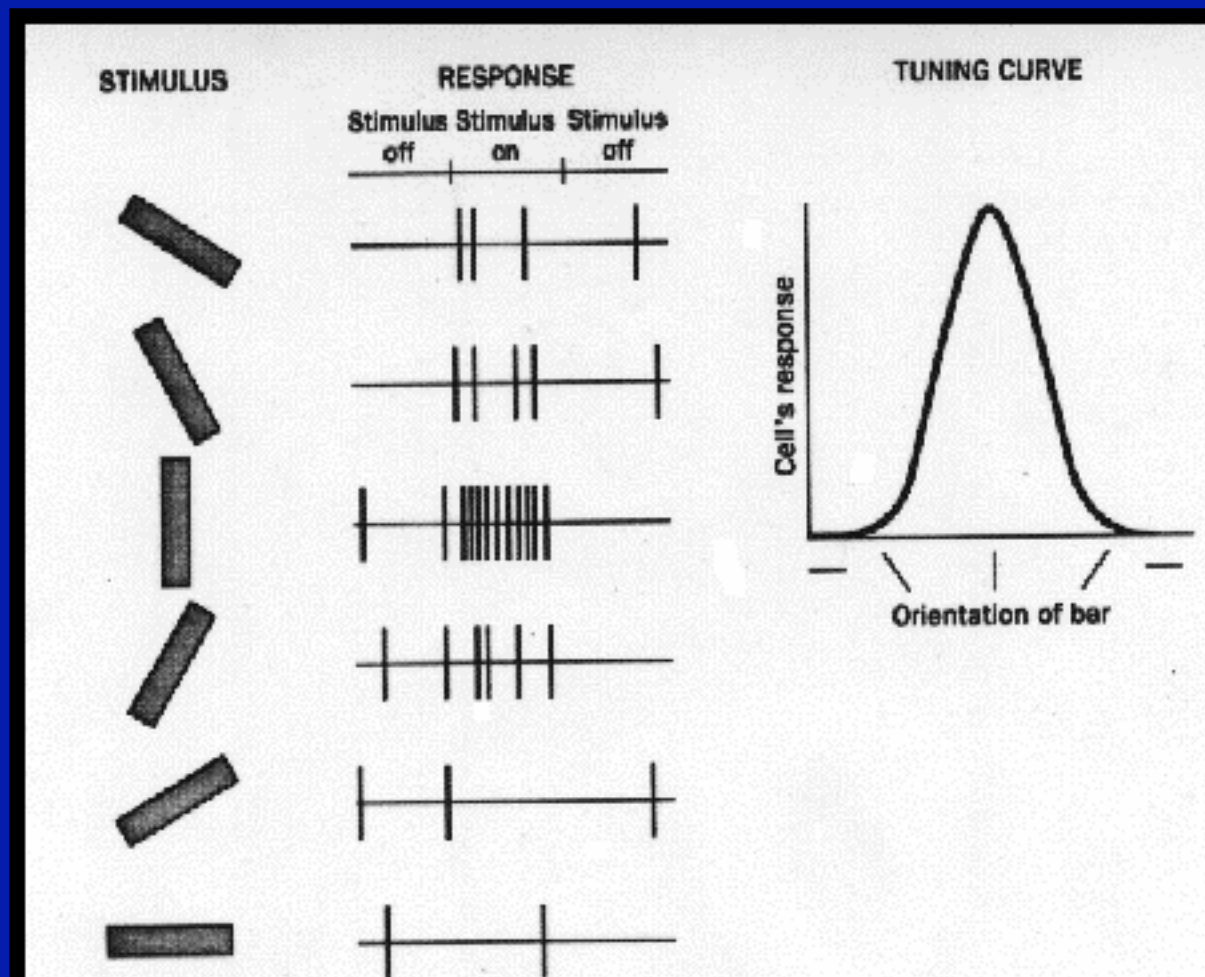 STIMULUS
RESPONSE
TUNING CURVE
Stimulus Stimulus Stimulus
off on off
Cell's response
Orientation of bar